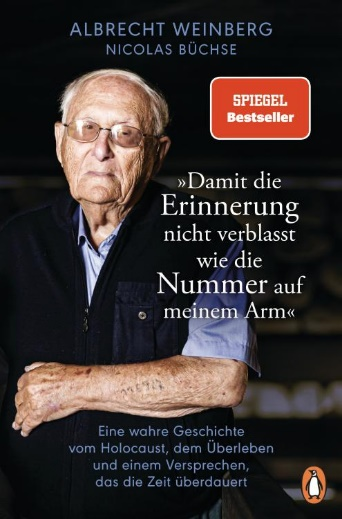 ALBRECHT WEINBERG
NICOLAS BÜCHSE
SPIEGEL
Bestseller
»Damit die
Erinnerung
nicht verblasst
wie die
Nummer auf
meinem Arm«
Eine wahre Geschichte
vom Holocaust, dem Überleben
und einem Versprechen,
das die Zeit überdauert